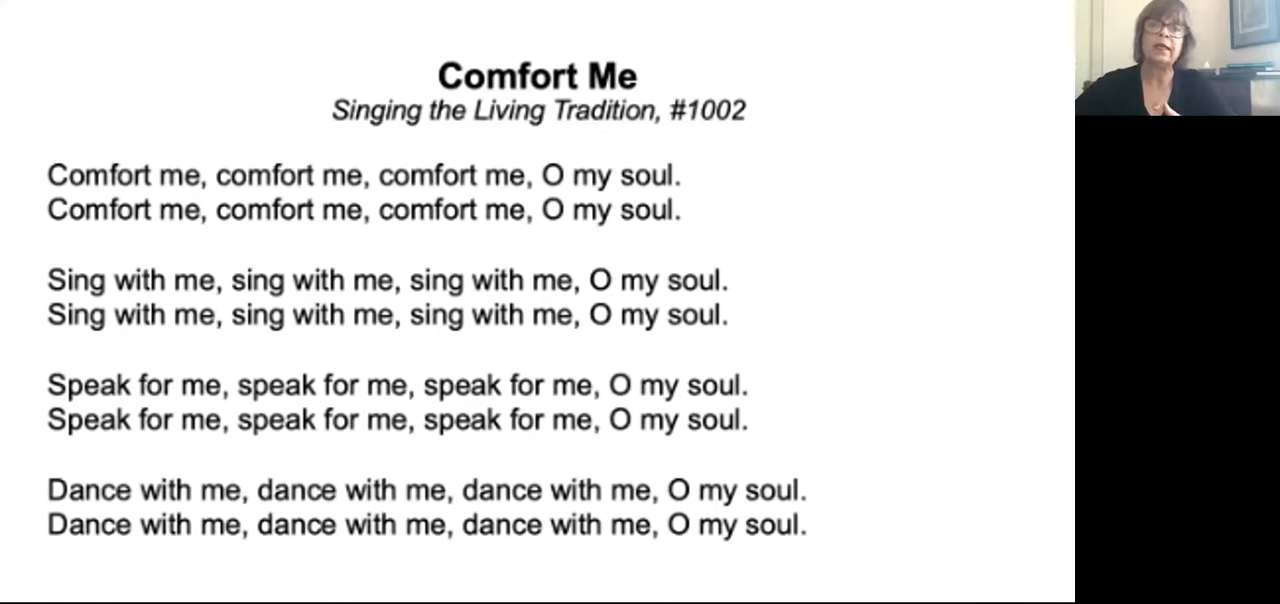 Comfort Me
Singing the Living Tradition, #1002
Comfort me, comfort me, comfort me, O my soul.
Comfort me, comfort me, comfort me, O my soul.
Sing with me, sing with me, sing with me, O my soul.
Sing with me, sing with me, sing with me, O my soul.
Speak for me, speak for me, speak for me, O my soul.
Speak for me, speak for me, speak for me, O my soul.
Dance with me, dance with me, dance with me, O my soul.
Dance with me, dance with me, dance with me, O my soul.